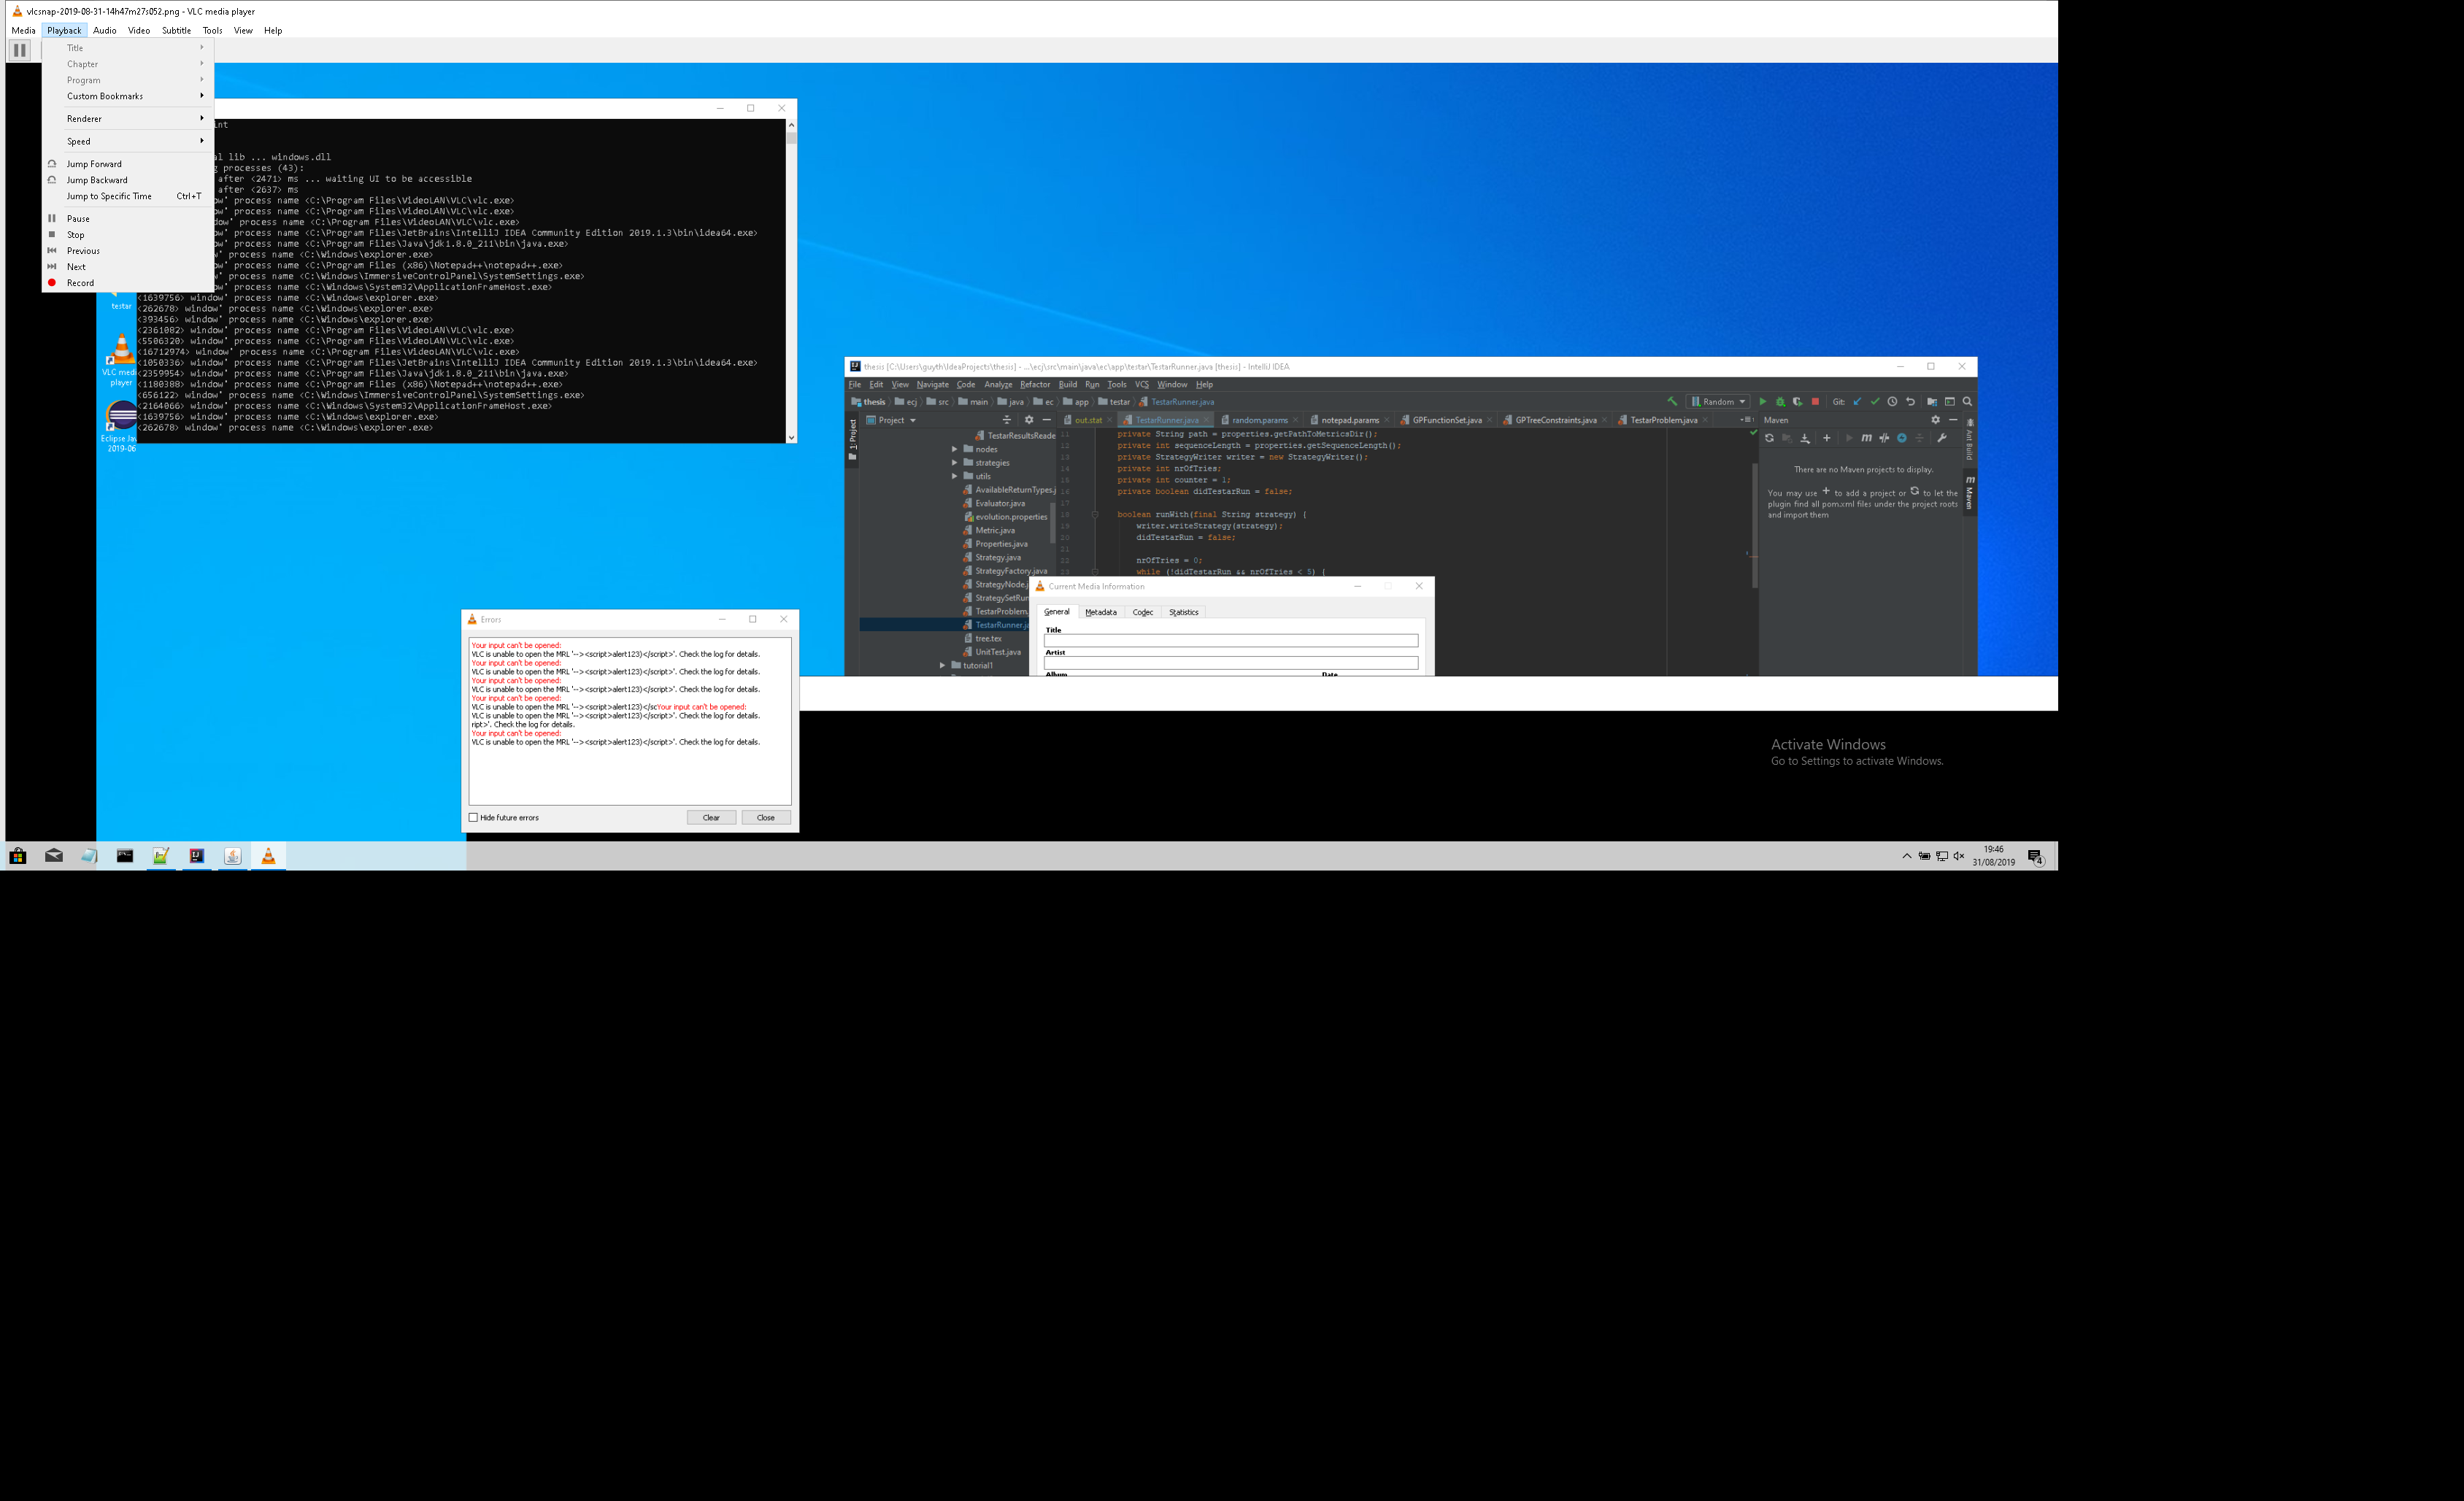 vlcsnap-2019-08-31-14h47m27s052.png - VLC media player
Media Playback Audio Video Subtitle Tools View Help
Title
Chapter
Program
Custom Bookmarks
Renderer
Speed
Jump Forward
Jump Backward
Jump to Specific Time Ctrl+T
Pause
Stop
Previous
Next
Record
int
al lib ... windows.dll
g processes (43):
after <2471> ms ... waiting UI to be accessible
after <2637> ms
ow' process name <C:\Program Files\VideoLAN\VLC\vlc.exe>
ow' process name <C:\Program Files\VideoLAN\VLC\vlc.exe>
dow' process name <C:\Program Files\VideoLAN\VLC\vlc.exe>
ow' process name <C:\Program Files\JetBrains\IntelliJ IDEA Community Edition 2019.1.3\bin\idea64.exe>
ow' process name <C:\Program Files\Java\jdk1.8.0_211\bin\java.exe>
ow' process name <C:\Windows\explorer.exe>
ow' process name <C:\Program Files (x86)\Notepad++\notepad++.exe>
ow' process name <C:\Windows\ImmersiveControlPanel\SystemSettings.exe>
ow' process name <C:\Windows\System32\ApplicationFrameHost.exe>
<1639756> window' process name <C:\Windows\explorer.exe>
<262678> window' process name <C:\Windows\explorer.exe>
<393456> window' process name <C:\Windows\explorer.exe>
<2361082> window' process name <C:\Program Files\VideoLAN\VLC\vlc.exe>
<5506320> window' process name <C:\Program Files\VideoLAN\VLC\vlc.exe>
<16712974> window' process name <C:\Program Files\VideoLAN\VLC\vlc.exe>
<1050336> window' process name <C:\Program Files\JetBrains\IntelliJ IDEA Community Edition 2019.1.3\bin\idea64.exe>
<2359954> window' process name <C:\Program Files\Java\jdk1.8.0_211\bin\java.exe>
<1180388> window' process name <C:\Program Files (x86)\Notepad++\notepad++.exe>
<656122> window' process name <C:\Windows\ImmersiveControlPanel\SystemSettings.exe>
<2164066> window' process name <C:\Windows\System32\ApplicationFrameHost.exe>
<1639756> window' process name <C:\Windows\explorer.exe>
<262678> window' process name <C:\Windows\explorer.exe>
testar
VLC med
player
Eclipse Jav
2019-06
thesis [C:\Users\guyth\IdeaProjects\thesis] - ...\ecj\src\main\java\ec\app\testar\TestarRunner.java [thesis] - IntelliJ IDEA
File Edit View Navigate Code Analyze Refactor Build Run Tools VCS Window Help
thesis ecj src main java ec app testar TestarRunner.java Random Git:
Project out.stat TestarRunner.java random.params notepad.params GPFunctionSet.java GPTreeConstraints.java TestarProblem.java Maven
1: Project
TestarResultsReade
nodes
strategies
utils
AvailableReturnTypes.j
Evaluator.java
evolution.properties
Metric.java
Properties.java
Strategy.java
StrategyFactory.java
StrategyNode.j
StrategySetRun
TestarProblem.
TestarRunner.ja
tree.tex
UnitTest.java
tutorial1
11 private String path = properties.getPathToMetricsDir();
12 private int sequenceLength = properties.getSequenceLength();
13 private StrategyWriter writer = new StrategyWriter();
14 private int nrOfTries;
15 private int counter = 1;
16 private boolean didTestarRun = false;
17
18 boolean runWith(final String strategy) {
19 writer.writeStrategy(strategy);
20 didTestarRun = false;
21
22 nrOfTries = 0;
23 while (!didTestarRun && nrOfTries < 5) {
There are no Maven projects to display.
You may use + to add a project or to let the
plugin find all pom.xml files under the project roots
and import them
Ant Build
Maven
Current Media Information
General Metadata Codec Statistics
Title
Artist
Album Date
Errors
Your input can't be opened:
VLC is unable to open the MRL '--><script>alert123)</script>'. Check the log for details.
Your input can't be opened:
VLC is unable to open the MRL '--><script>alert123)</script>'. Check the log for details.
Your input can't be opened:
VLC is unable to open the MRL '--><script>alert123)</script>'. Check the log for details.
Your input can't be opened:
VLC is unable to open the MRL '--><script>alert123)</scYour input can't be opened:
VLC is unable to open the MRL '--><script>alert123)</script>'. Check the log for details.
ript>'. Check the log for details.
Your input can't be opened:
VLC is unable to open the MRL '--><script>alert123)</script>'. Check the log for details.
Hide future errors Clear Close
Activate Windows
Go to Settings to activate Windows.
19:46
31/08/2019
4